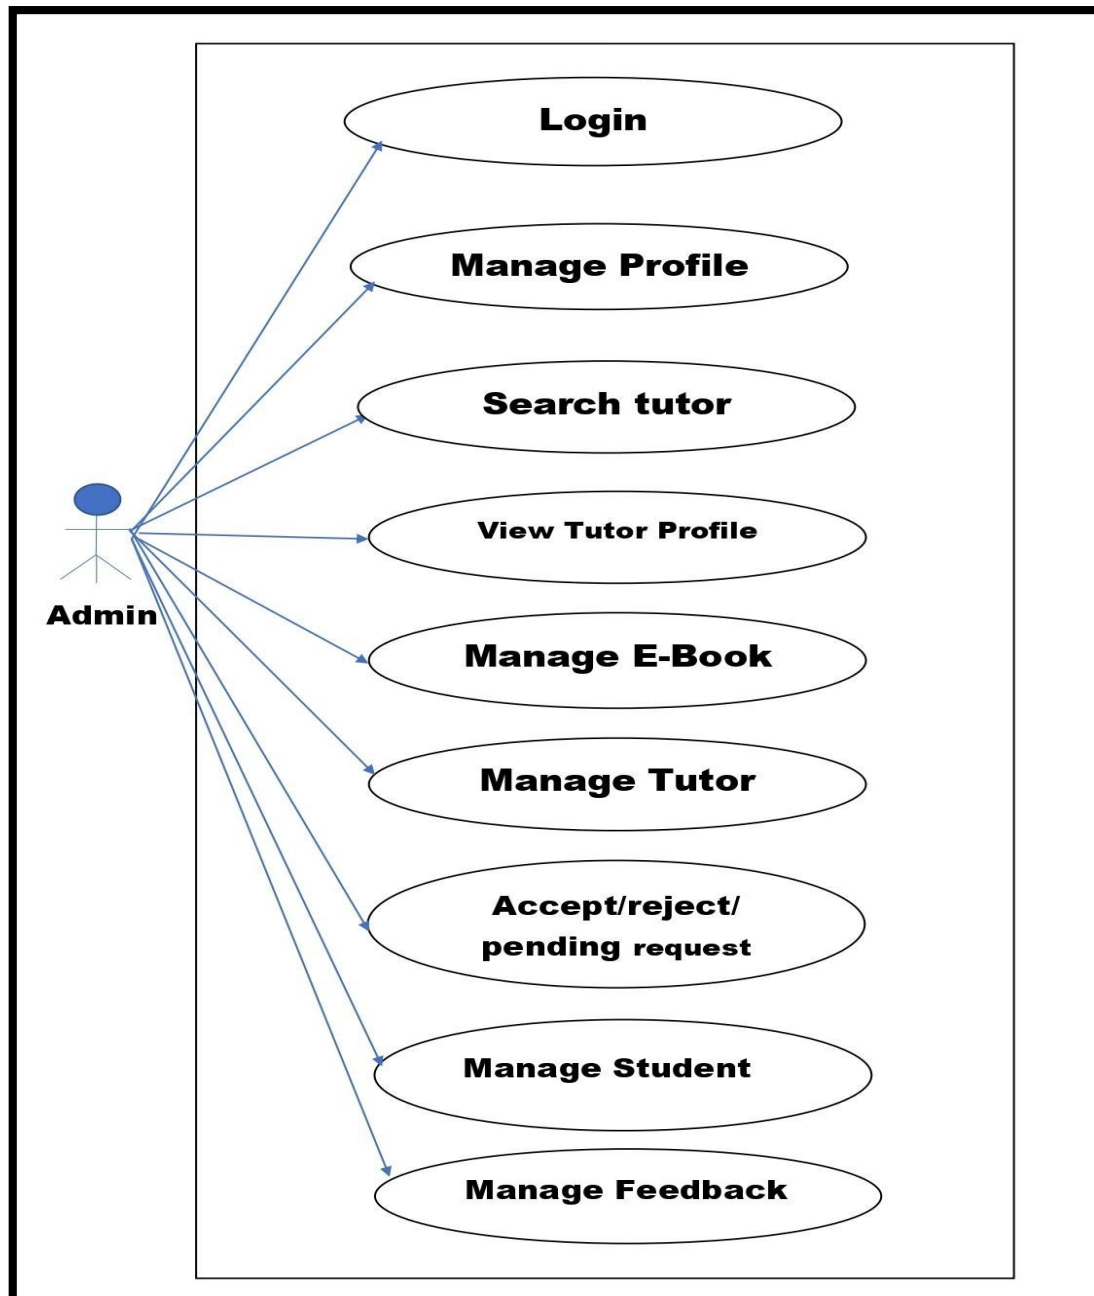 Login
Manage Profile
Search tutor
View Tutor Profile
Admin
Manage E-Book
Manage Tutor
Accept/reject/
pending request
Manage Student
Manage Feedback